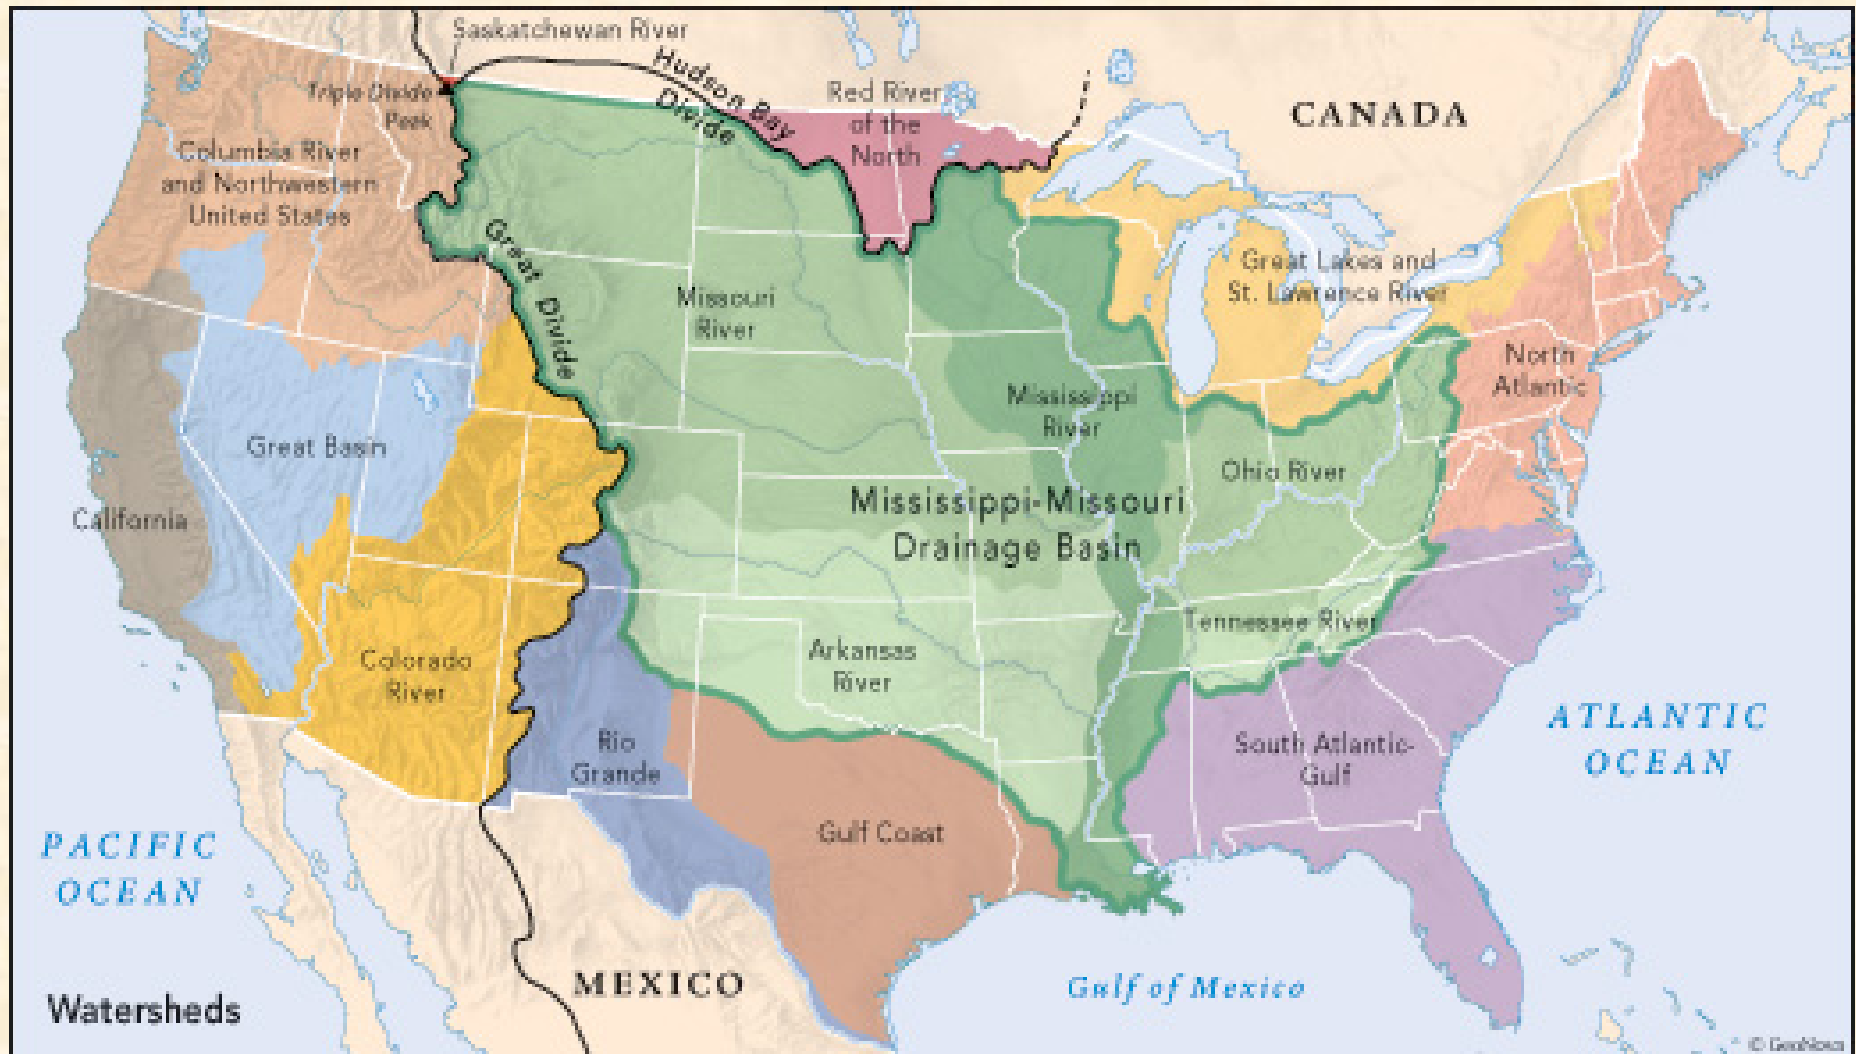 Saskatchewan River
Hudson Bay
Divide
Triple Divide
Peak
Red River
of the
North
CANADA
Columbia River
and Northwestern
United States
Great Divide
Missouri
River
Great Lakes and
St. Lawrence River
North
Atlantic
Mississippi
River
Great Basin
Ohio River
California
Mississippi-Missouri
Drainage Basin
Tennessee River
Colorado
River
Arkansas
River
Rio
Grande
South Atlantic-
Gulf
ATLANTIC
OCEAN
Gulf Coast
PACIFIC
OCEAN
MEXICO
Gulf of Mexico
Watersheds
© GeoNova